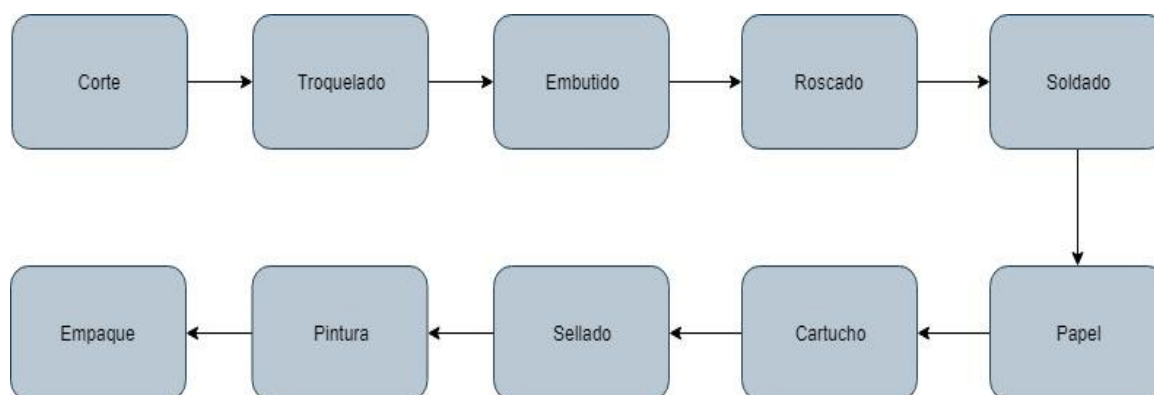 Corte
Troquelado
Embutido
Roscado
Soldado
Papel
Cartucho
Sellado
Pintura
Empaque